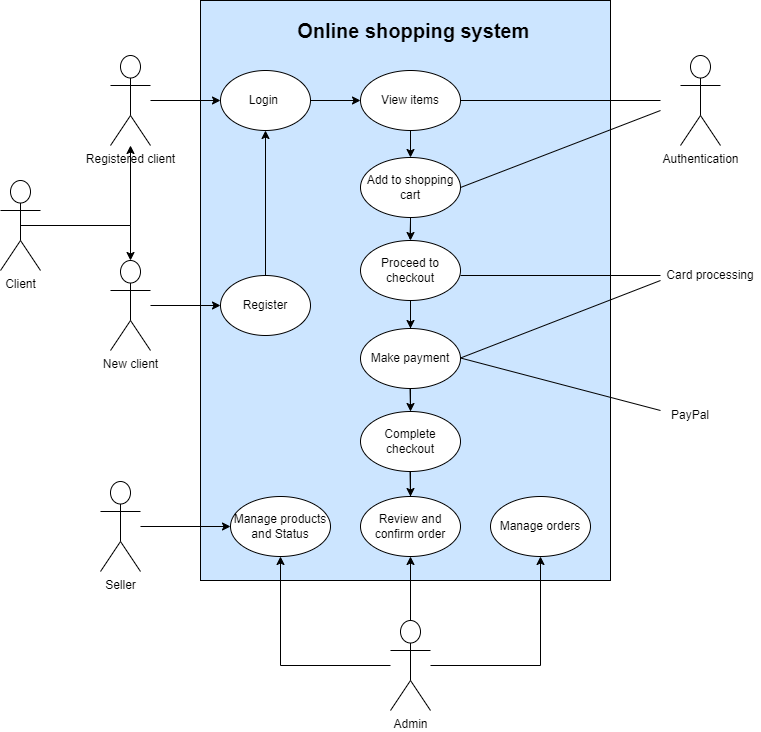 Online shopping system
Login
View items
Registered client
Authentication
Add to shopping
cart
Client
Proceed to
checkout
Card processing
Register
New client
Make payment
PayPal
Complete
checkout
Manage products
and Status
Review and
confirm order
Manage orders
Seller
Admin